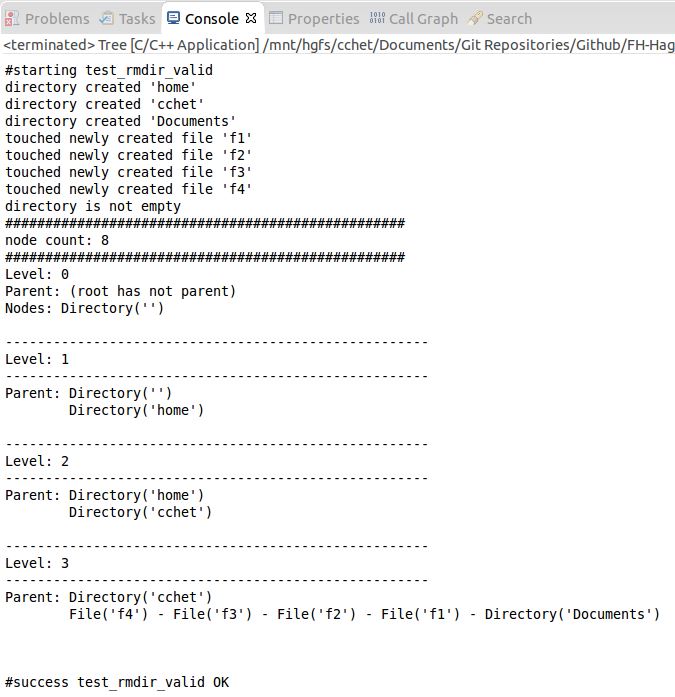 Problems Tasks Console Properties Call Graph Search
<terminated> Tree [C/C++ Application] /mnt/hgfs/cchet/Documents/Git Repositories/Github/FH-Hag
#starting test_rmdir_valid
directory created 'home'
directory created 'cchet'
directory created 'Documents'
touched newly created file 'f1'
touched newly created file 'f2'
touched newly created file 'f3'
touched newly created file 'f4'
directory is not empty
##################################################
node count: 8
##################################################
Level: 0
Parent: (root has not parent)
Nodes: Directory('')
-----------------------------------------------------
Level: 1
-----------------------------------------------------
Parent: Directory('')
Directory('home')
-----------------------------------------------------
Level: 2
-----------------------------------------------------
Parent: Directory('home')
Directory('cchet')
-----------------------------------------------------
Level: 3
-----------------------------------------------------
Parent: Directory('cchet')
File('f4') - File('f3') - File('f2') - File('f1') - Directory('Documents')
#success test_rmdir_valid OK